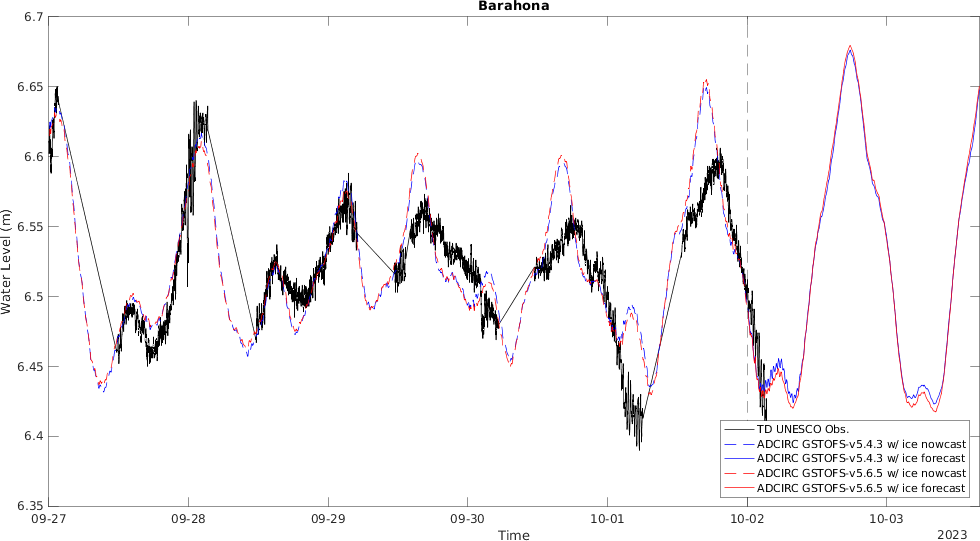 Barahona
6.7
6.65
6.6
6.55
6.5
6.45
6.4
6.35
Water Level (m)
09-27
09-28
09-29
09-30
10-01
10-02
10-03
Time
2023
TD UNESCO Obs.
ADCIRC GSTOFS-v5.4.3 w/ ice nowcast
ADCIRC GSTOFS-v5.4.3 w/ ice forecast
ADCIRC GSTOFS-v5.6.5 w/ ice nowcast
ADCIRC GSTOFS-v5.6.5 w/ ice forecast